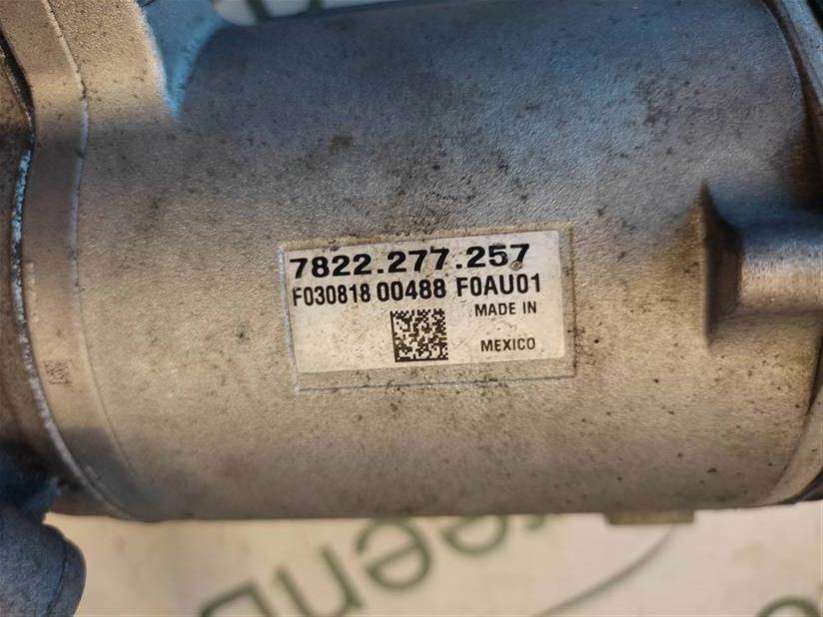 7822.277.257
F030818 00488 F0AU01
MADE IN
MEXICO